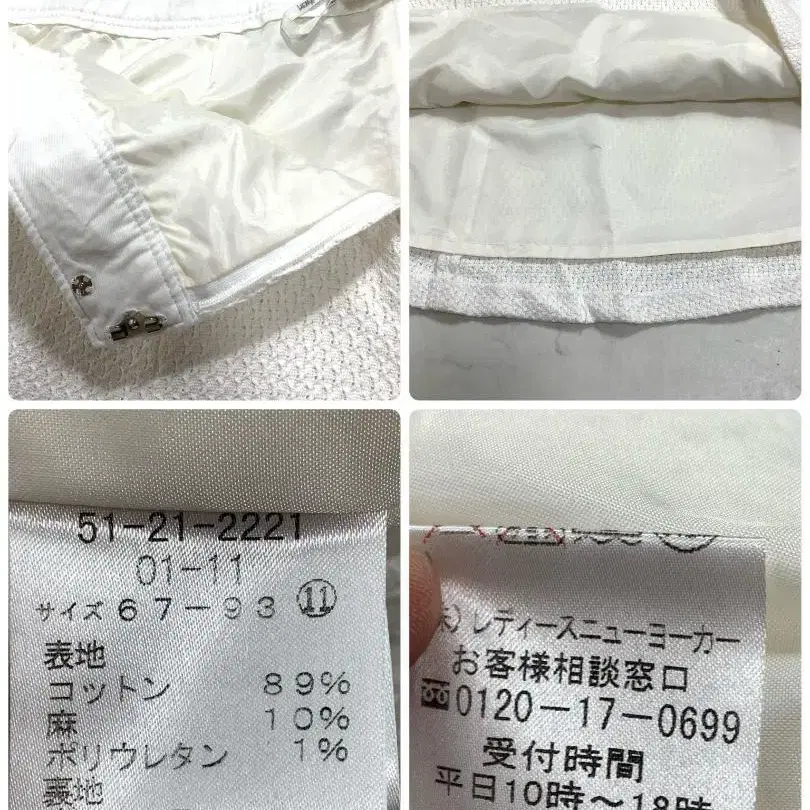 51-21-2221
01-11
サイズ 67-93 ⑪
表地
コットン 89%
麻 10%
ポリウレタン 1%
裏地
株)レディースニューヨーカー
お客様相談窓口
0120-17-0699
受付時間
平日10時~18時